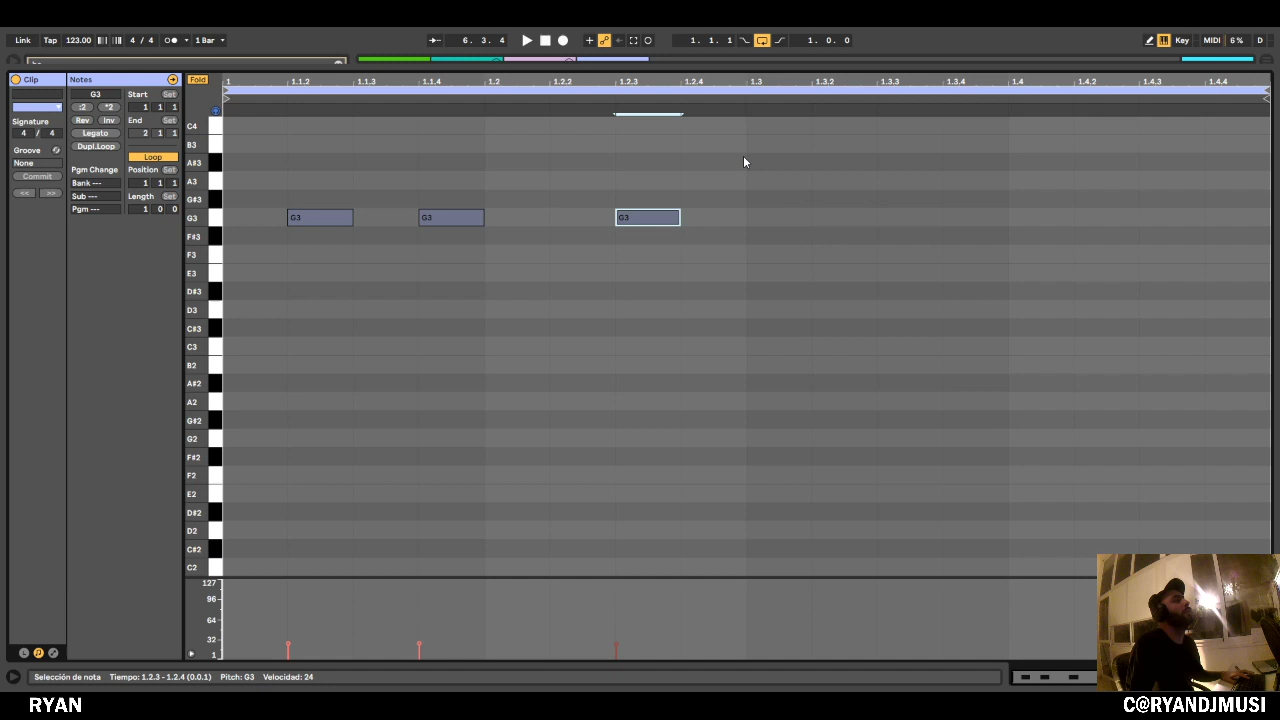 Link Tap 123.00 4 / 4 1 Bar 6. 3. 4 1. 1. 1 1. 0. 0 Key MIDI 6 % D
Clip Notes Fold 1 1.1.2 1.1.3 1.1.4 1.2 1.2.2 1.2.3 1.2.4 1.3 1.3.2 1.3.3 1.3.4 1.4 1.4.2 1.4.3 1.4.4
G3 Start Set
:2 *2 1 1 1
Signature Rev Inv End Set
4 / 4 Legato 2 1 1
Groove Dupl.Loop Loop
None Pgm Change Position Set
Commit Bank --- 1 1 1
<< >> Sub --- Length Set
Pgm --- 1 0 0
C4
B3
A#3
A3
G#3
G3 G3 G3 G3
F#3
F3
E3
D#3
D3
C#3
C3
B2
A#2
A2
G#2
G2
F#2
F2
E2
D#2
D2
C#2
C2
127
96
64
32
1
L
Selección de nota Tiempo: 1.2.3 - 1.2.4 (0.0.1) Pitch: G3 Velocidad: 24
RYAN C@RYANDJMUSI